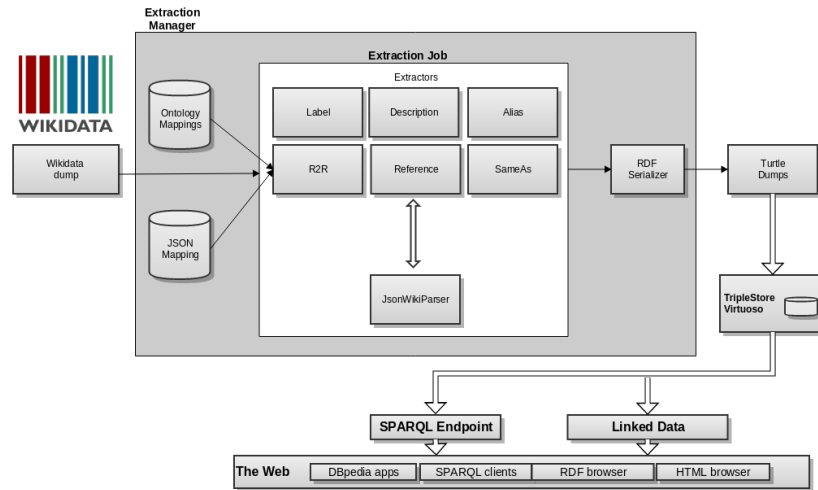 Extraction
Manager
Extraction Job
Extractors
WIKIDATA
Ontology
Mappings
Label
Description
Alias
Wikidata
dump
R2R
Reference
SameAs
RDF
Serializer
Turtle
Dumps
JSON
Mapping
JsonWikiParser
TripleStore
Virtuoso
SPARQL Endpoint
Linked Data
The Web
DBpedia apps
SPARQL clients
RDF browser
HTML browser